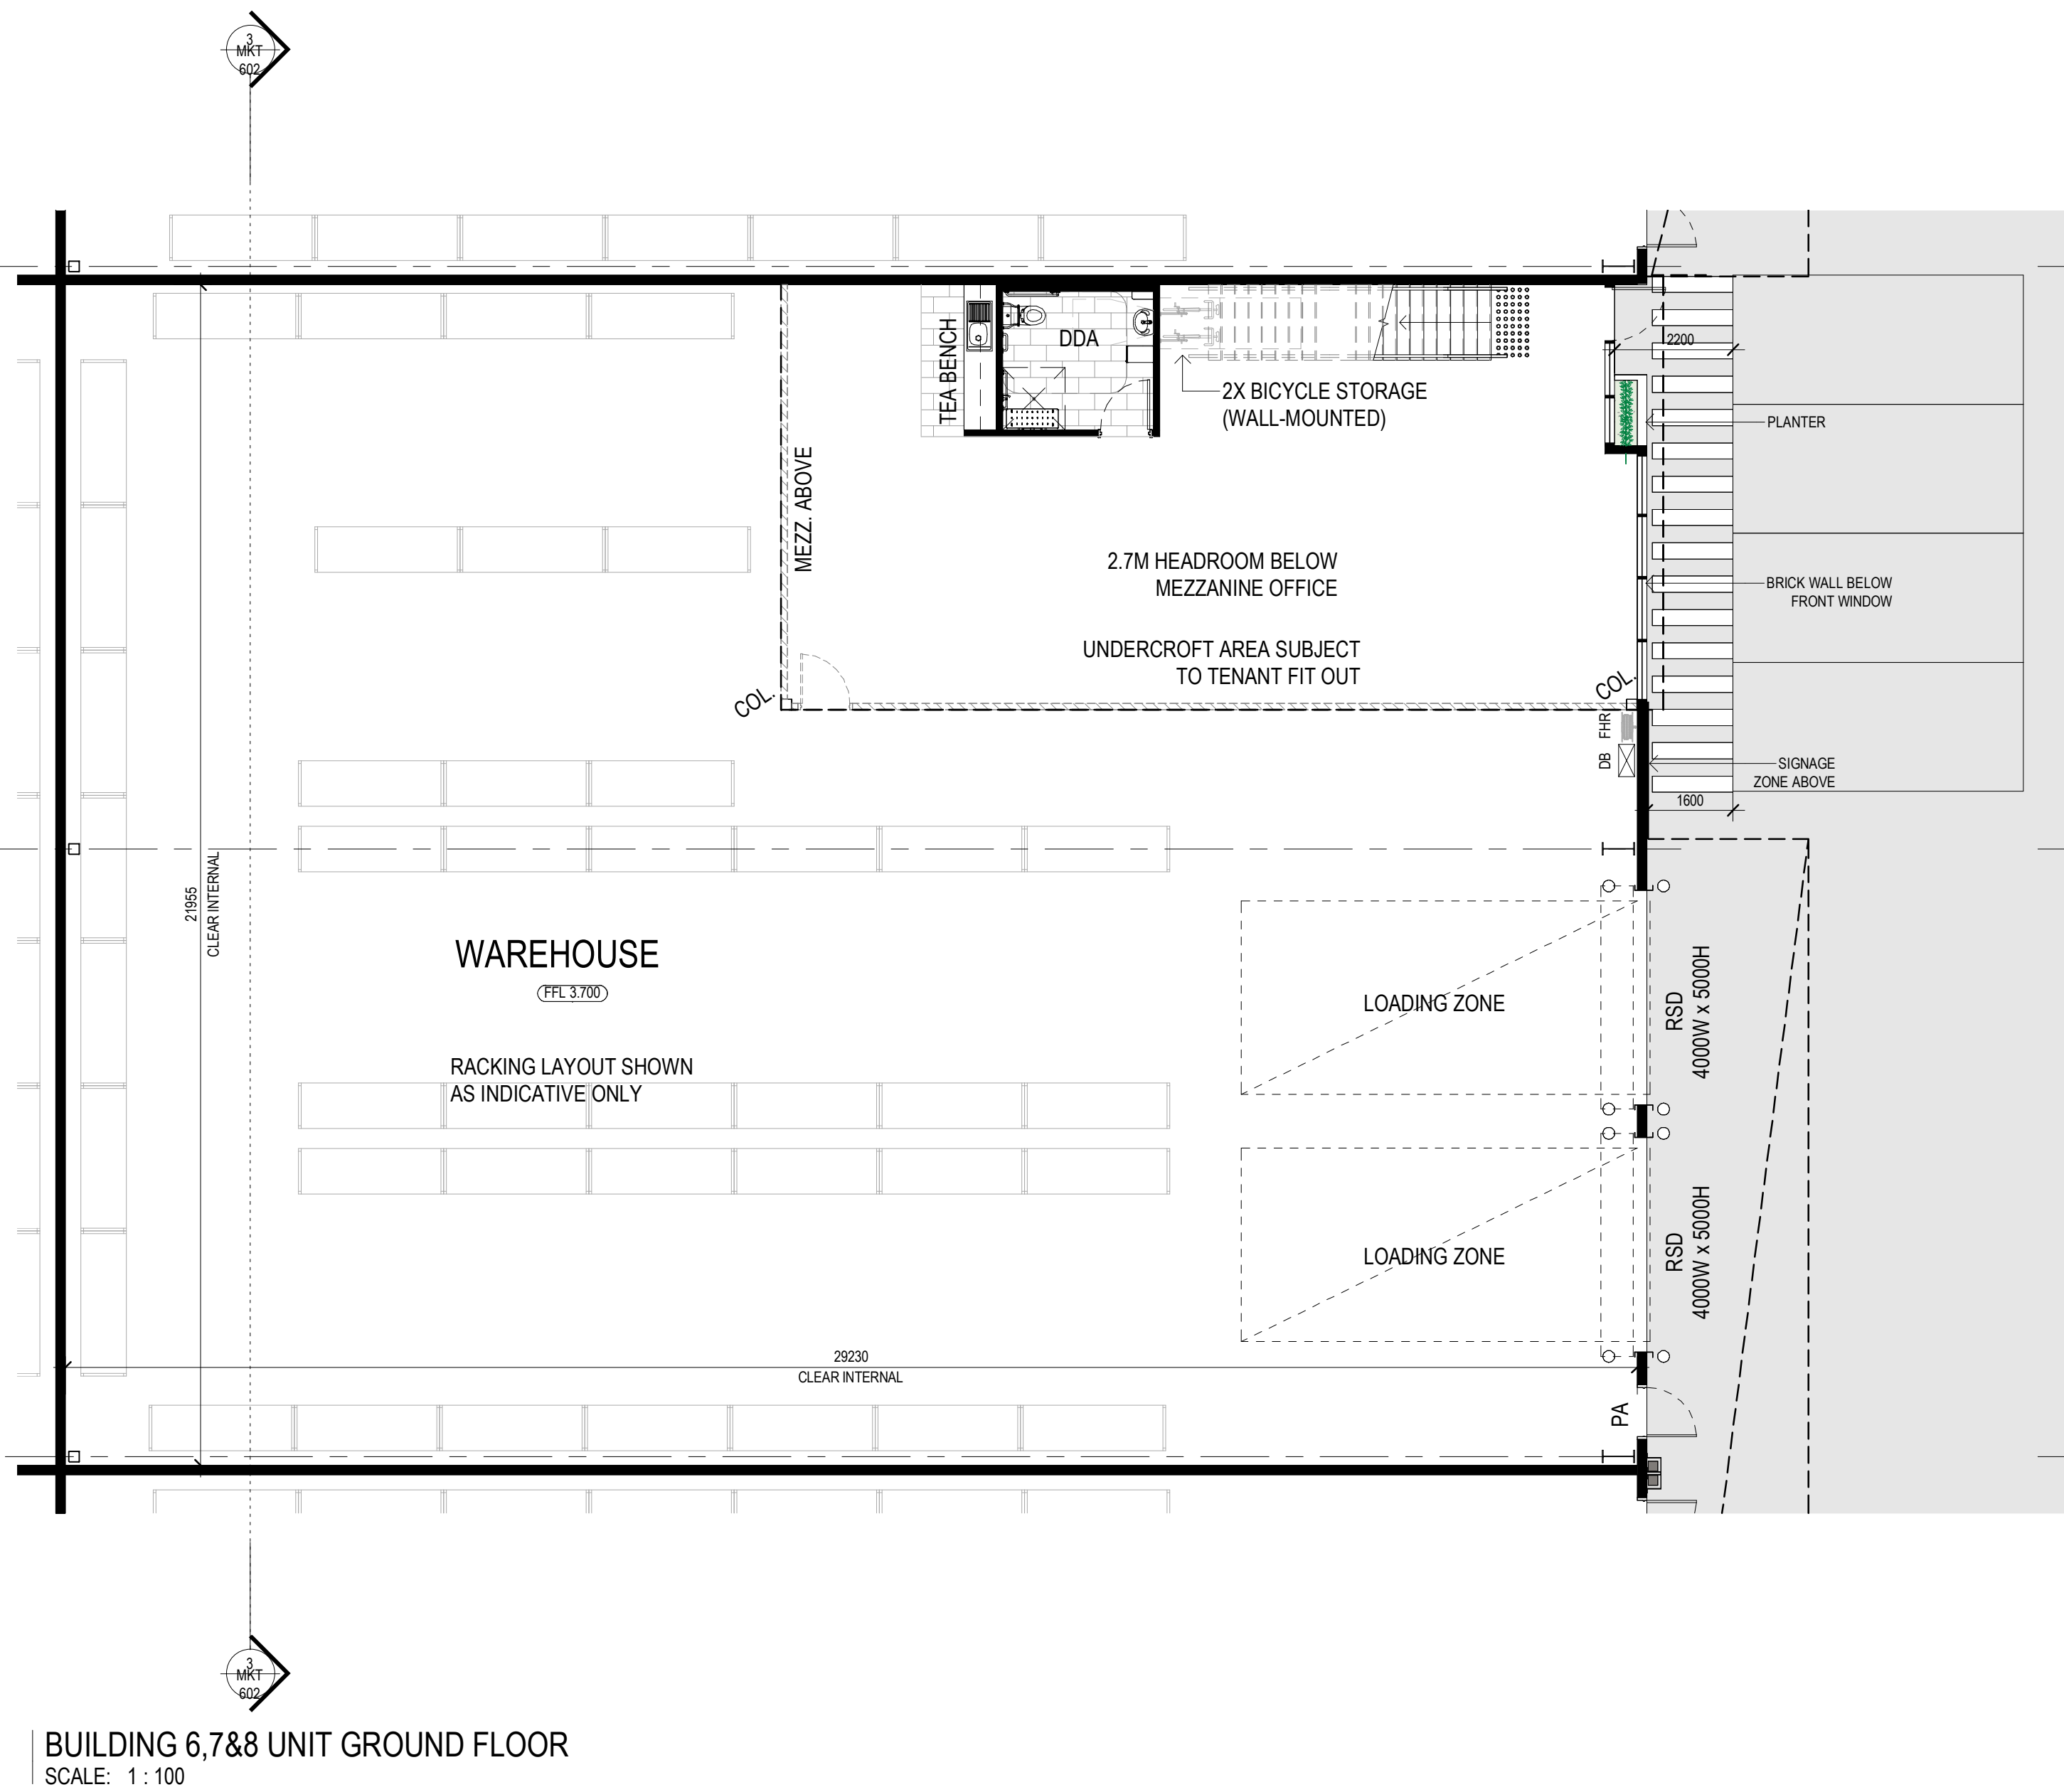 3
MKT
602
TEA BENCH
DDA
2X BICYCLE STORAGE
(WALL-MOUNTED)
2200
PLANTER
MEZZ. ABOVE
2.7M HEADROOM BELOW
MEZZANINE OFFICE
BRICK WALL BELOW
FRONT WINDOW
UNDERCROFT AREA SUBJECT
TO TENANT FIT OUT
COL.
COL.
FHR
DB
SIGNAGE
ZONE ABOVE
1600
21955
CLEAR INTERNAL
WAREHOUSE
FFL 3.700
LOADING ZONE
RSD
4000W x 5000H
RACKING LAYOUT SHOWN
AS INDICATIVE ONLY
LOADING ZONE
RSD
4000W x 5000H
29230
CLEAR INTERNAL
PA
3
MKT
602
BUILDING 6,7&8 UNIT GROUND FLOOR
SCALE: 1 : 100